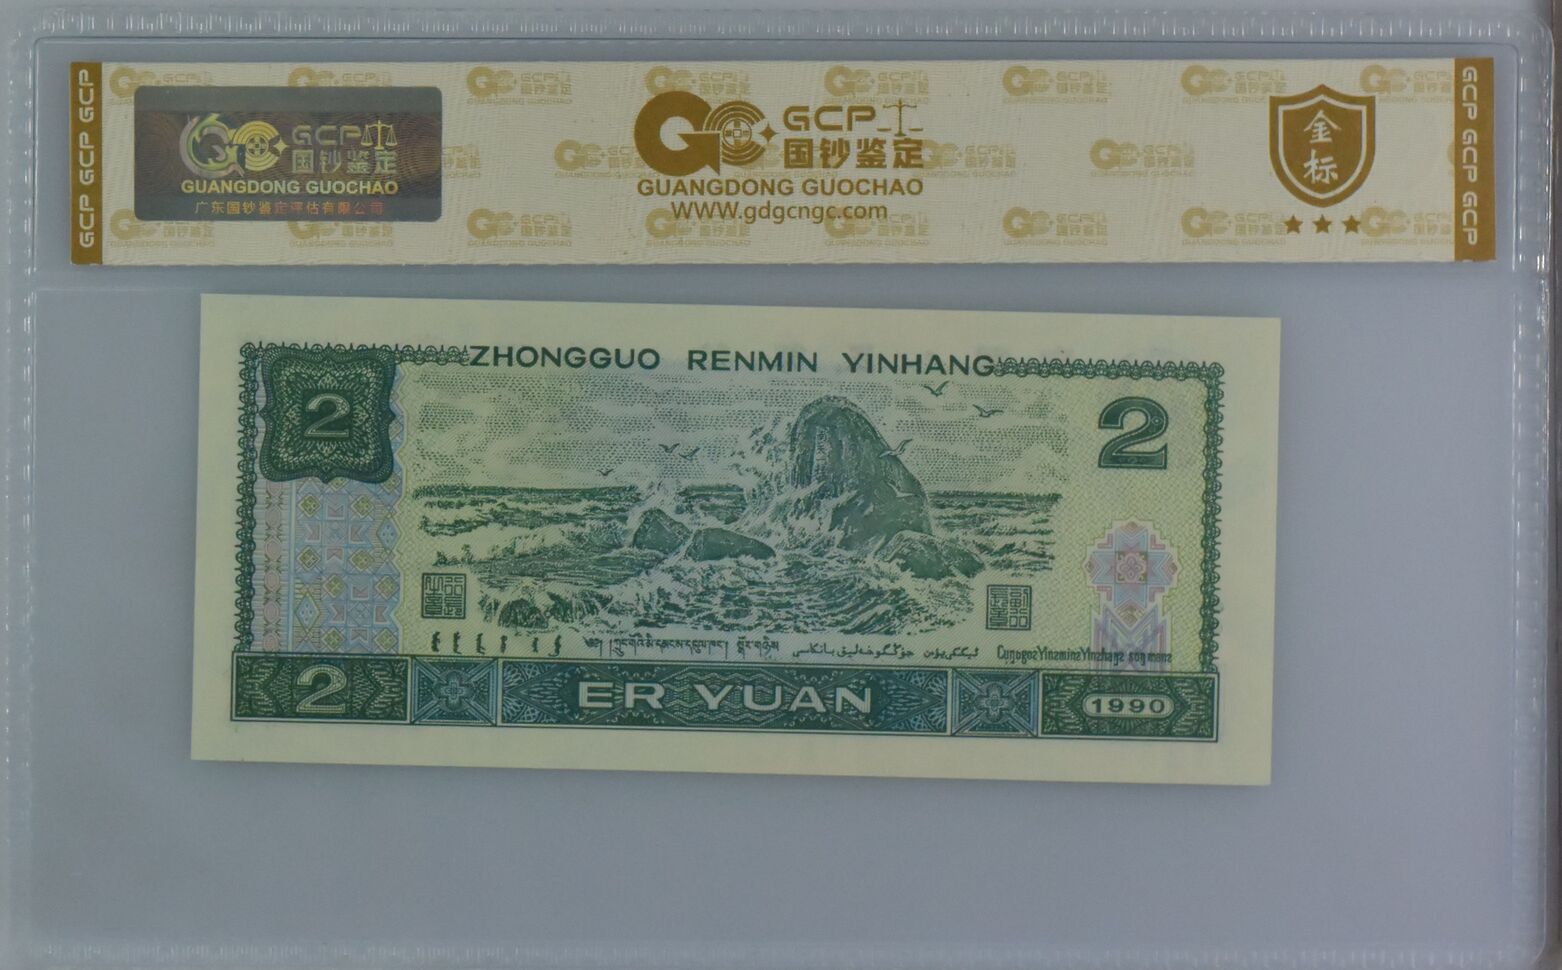 GCP GCP GCP
GCP
国钞鉴定
GUANGDONG GUOCHAO
广东国钞鉴定评估有限公司
GCP
国钞鉴定
GUANGDONG GUOCHAO
WWW.gdgcngc.com
金标
GCP GCP GCP
ZHONGGUO RENMIN YINHANG
2
2
2
ER YUAN
1990